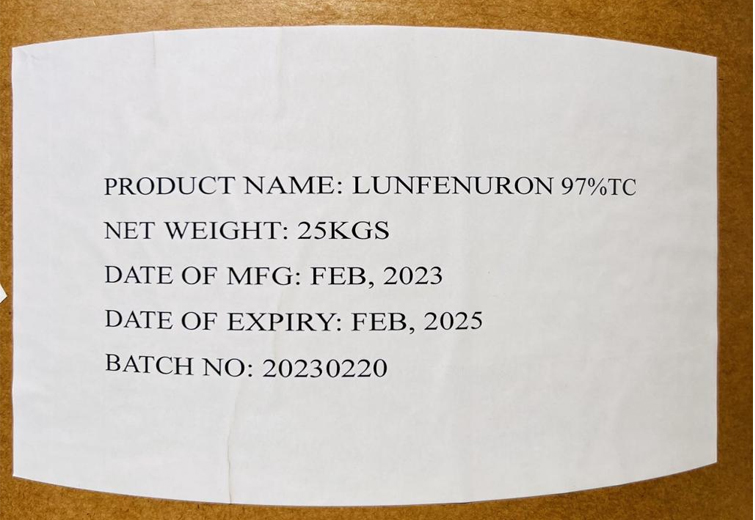 PRODUCT NAME: LUNFENURON 97%TC
NET WEIGHT: 25KGS
DATE OF MFG: FEB, 2023
DATE OF EXPIRY: FEB, 2025
BATCH NO: 20230220